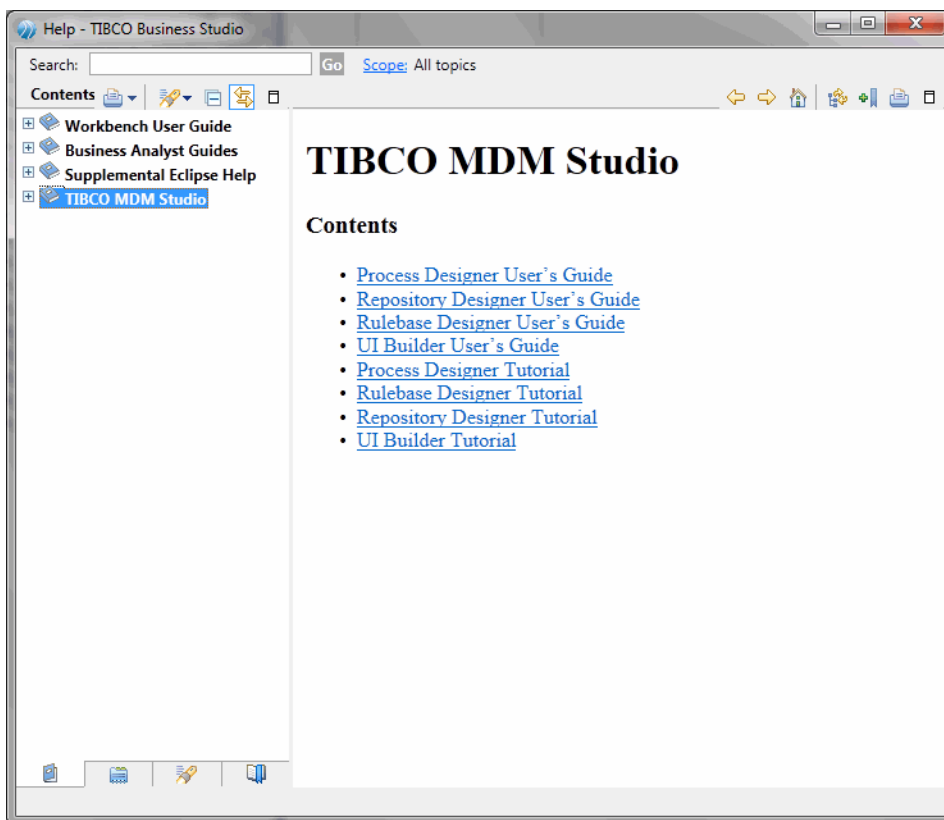 Help - TIBCO Business Studio
Search:
Go
Scope: All topics
Contents
Workbench User Guide
Business Analyst Guides
Supplemental Eclipse Help
TIBCO MDM Studio
TIBCO MDM Studio
Contents
• Process Designer User’s Guide
• Repository Designer User’s Guide
• Rulebase Designer User’s Guide
• UI Builder User’s Guide
• Process Designer Tutorial
• Rulebase Designer Tutorial
• Repository Designer Tutorial
• UI Builder Tutorial